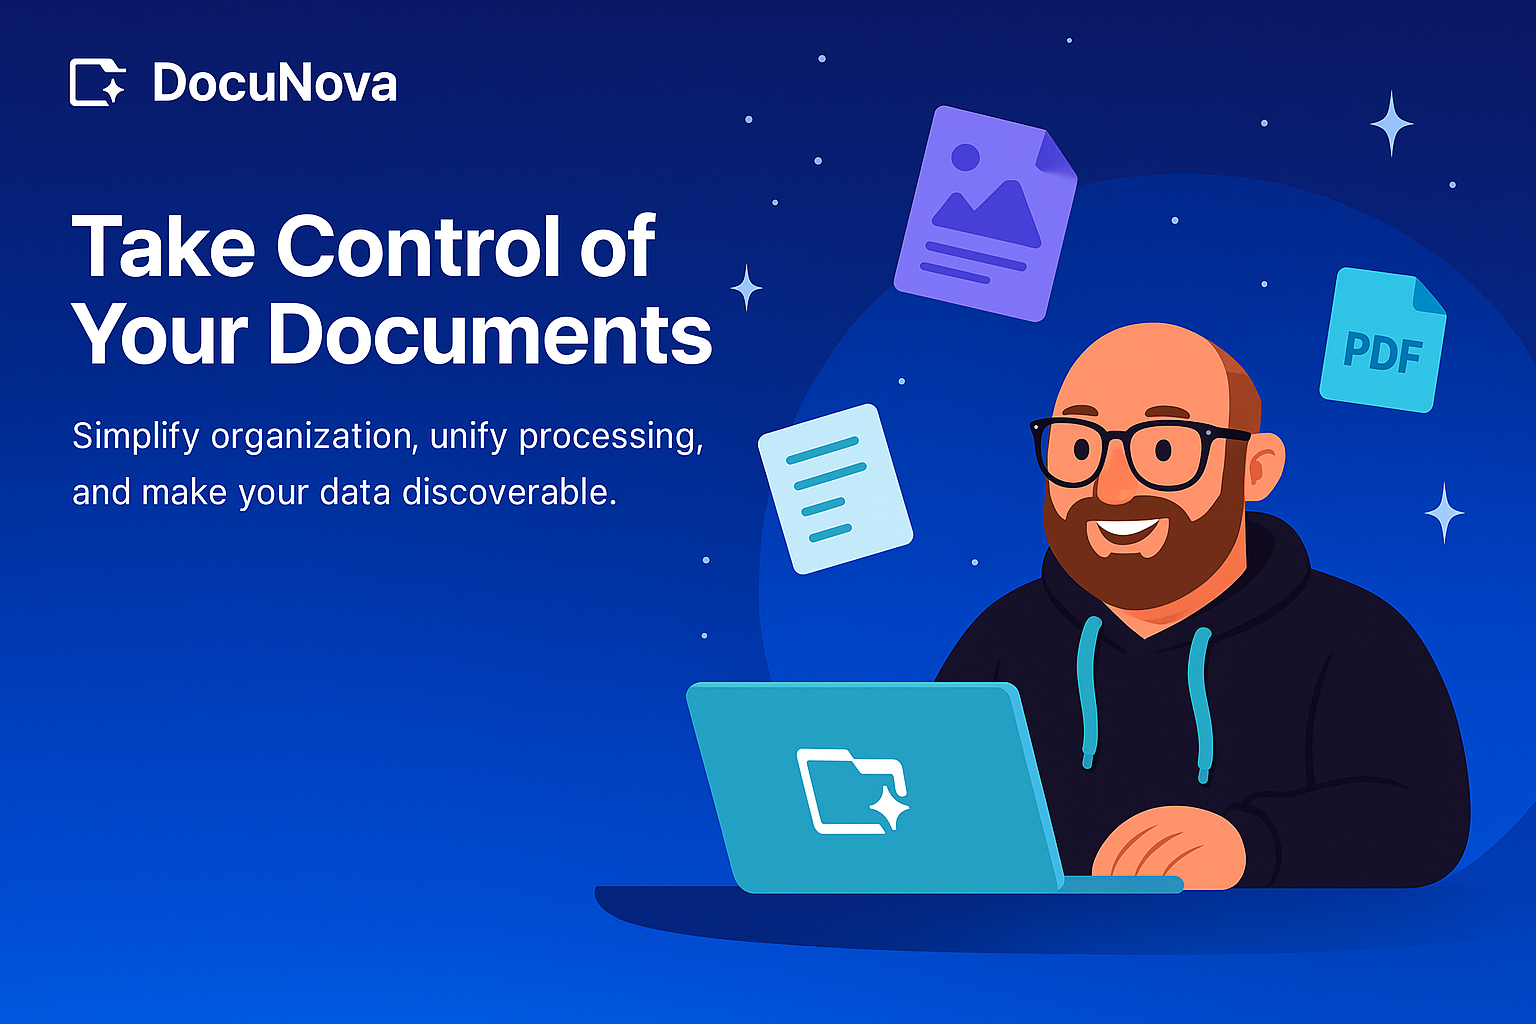 DocuNova
Take Control of
Your Documents
Simplify organization, unify processing,
and make your data discoverable.
PDF